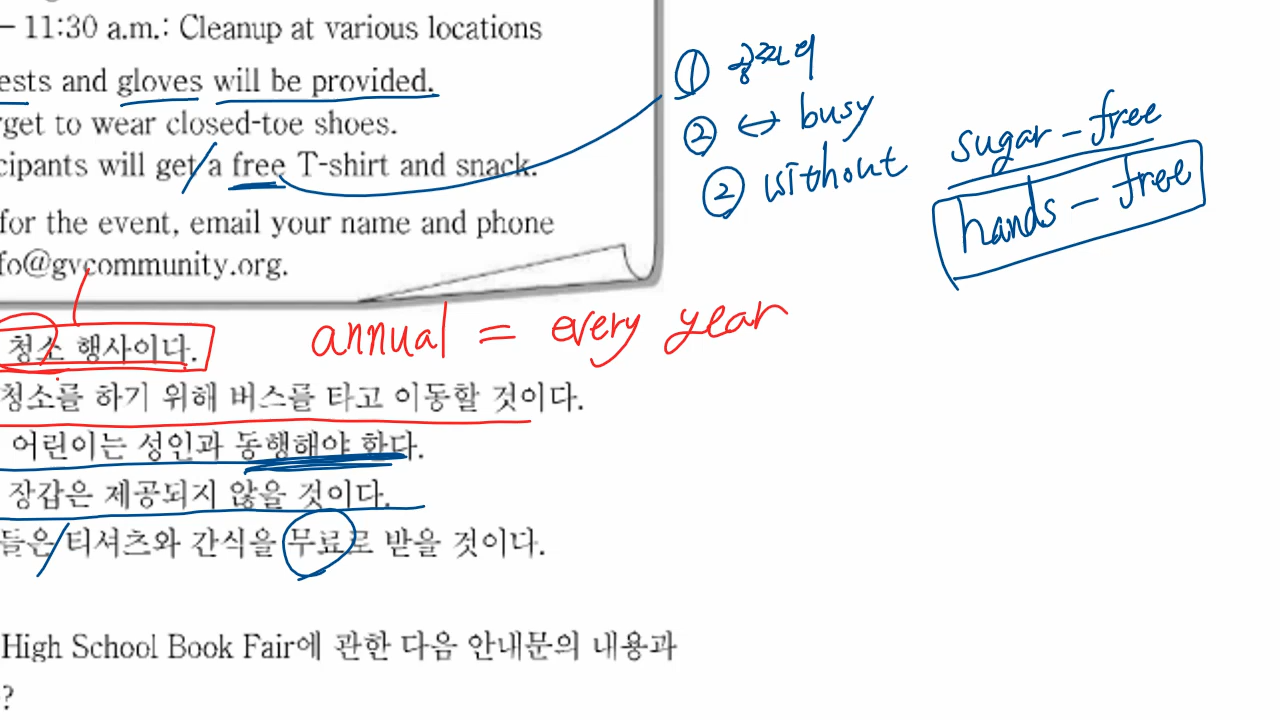 – 11:30 a.m.: Cleanup at various locations
ests and gloves will be provided.
rget to wear closed-toe shoes.
cipants will get a free T-shirt and snack.
for the event, email your name and phone
fo@gvcommunity.org.
① 공짜의
② ↔ busy
② without
sugar-free
hands-free
annual = every year
청소 행사이다.
청소를 하기 위해 버스를 타고 이동할 것이다.
어린이는 성인과 동행해야 한다.
장갑은 제공되지 않을 것이다.
들은 티셔츠와 간식을 무료로 받을 것이다.
High School Book Fair에 관한 다음 안내문의 내용과
?